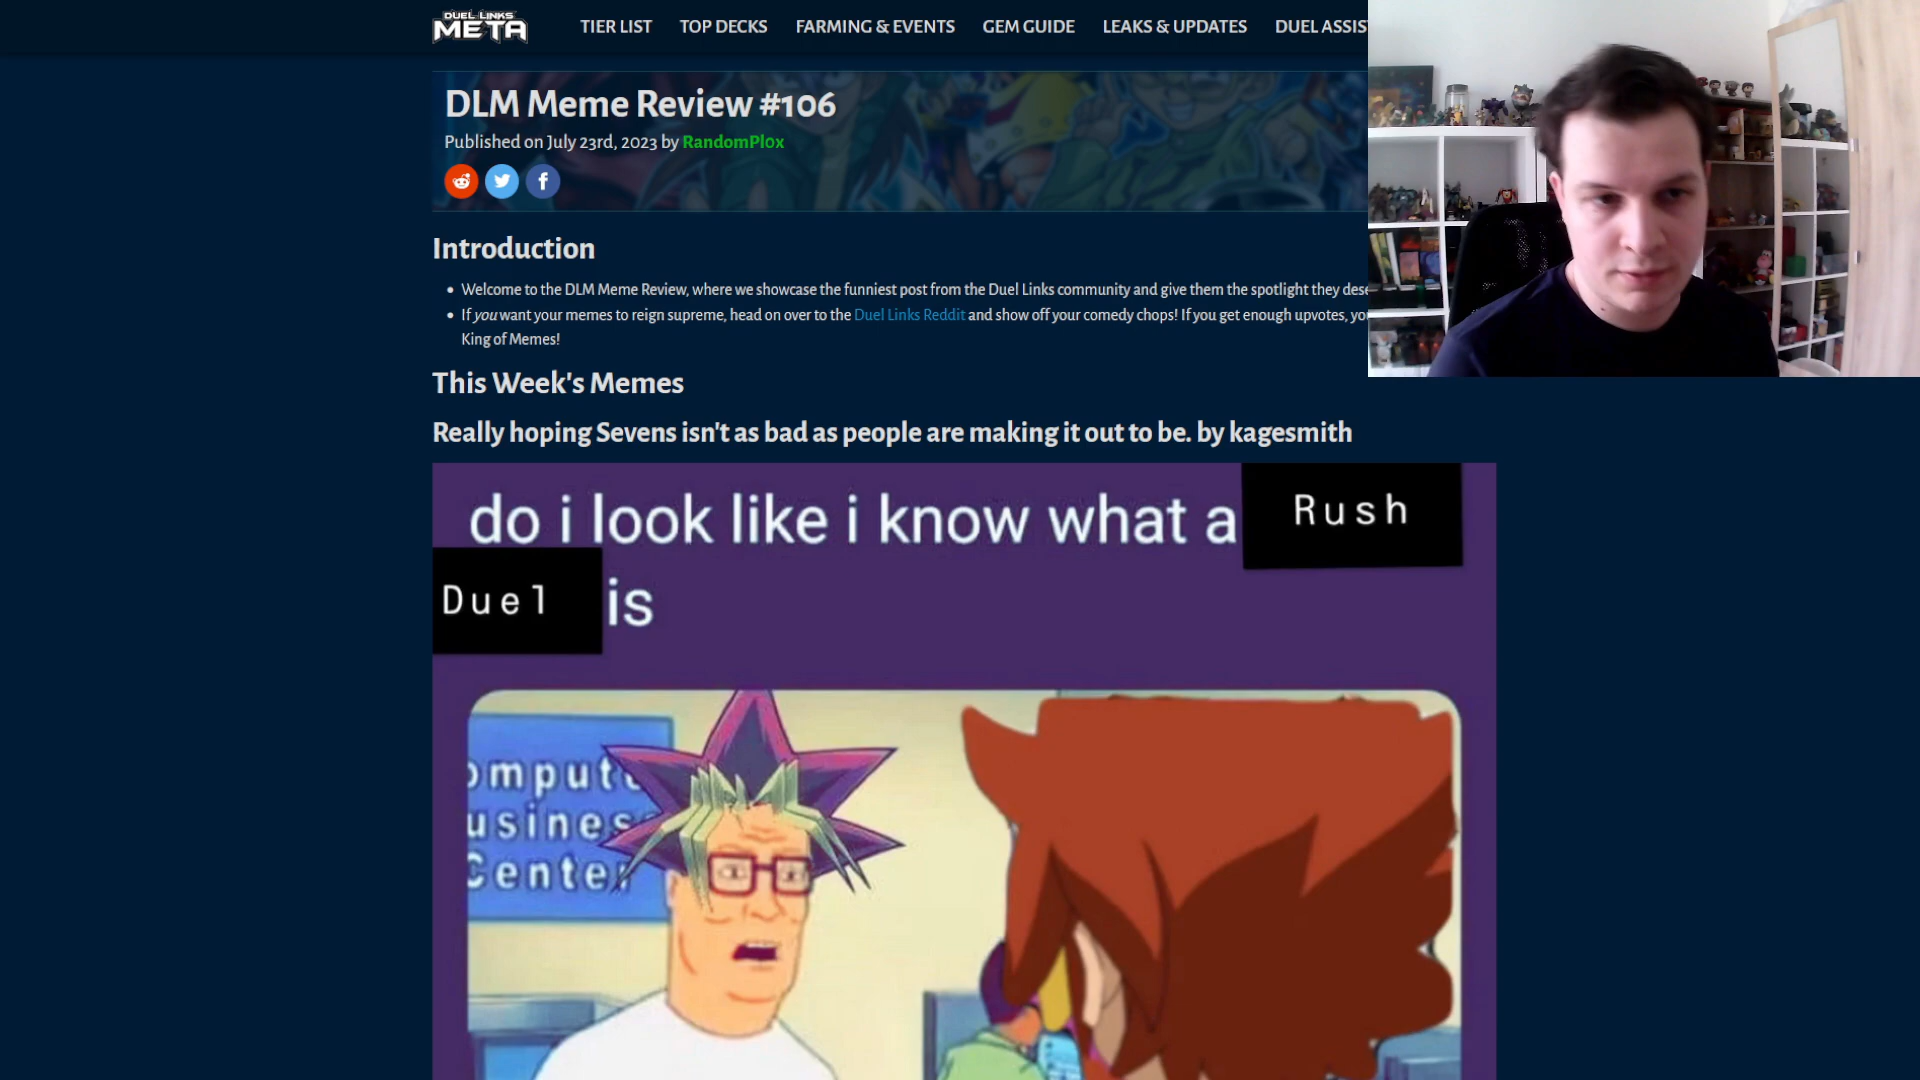 DUEL LINKS
META
TIER LIST
TOP DECKS
FARMING & EVENTS
GEM GUIDE
LEAKS & UPDATES
DUEL ASSIS
DLM Meme Review #106
Published on July 23rd, 2023 by RandomPl0x
Introduction
Welcome to the DLM Meme Review, where we showcase the funniest post from the Duel Links community and give them the spotlight they dese
If you want your memes to reign supreme, head on over to the Duel Links Reddit and show off your comedy chops! If you get enough upvotes, yo
King of Memes!
This Week's Memes
Really hoping Sevens isn't as bad as people are making it out to be. by kagesmith
do i look like i know what a Rush
Duel is
ompute
usines
Center